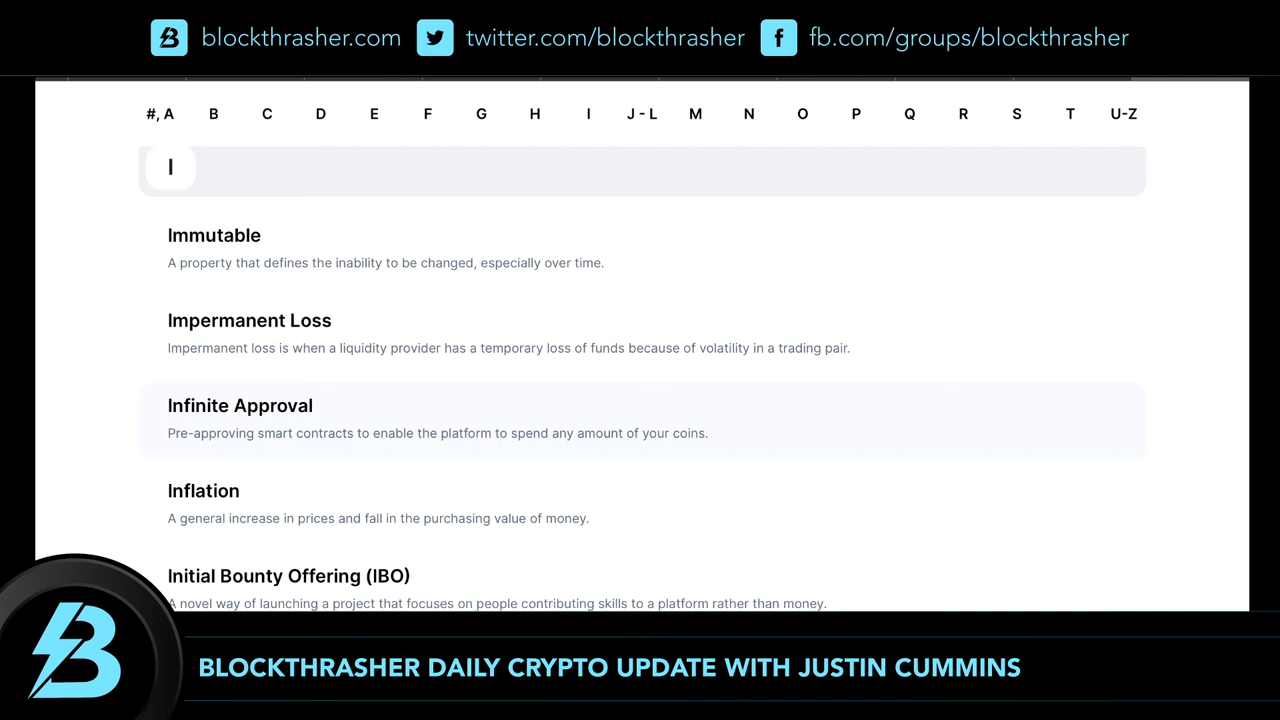 blockthrasher.com twitter.com/blockthrasher fb.com/groups/blockthrasher
#, A B C D E F G H I J - L M N O P Q R S T U-Z
I
Immutable
A property that defines the inability to be changed, especially over time.
Impermanent Loss
Impermanent loss is when a liquidity provider has a temporary loss of funds because of volatility in a trading pair.
Infinite Approval
Pre-approving smart contracts to enable the platform to spend any amount of your coins.
Inflation
A general increase in prices and fall in the purchasing value of money.
Initial Bounty Offering (IBO)
A novel way of launching a project that focuses on people contributing skills to a platform rather than money.
BLOCKTHRASHER DAILY CRYPTO UPDATE WITH JUSTIN CUMMINS